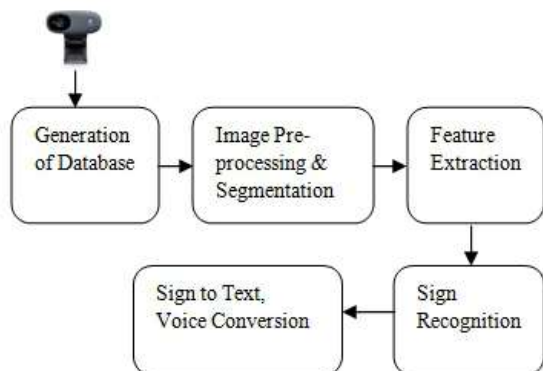 Generation
of Database
Image Pre-
processing &
Segmentation
Feature
Extraction
Sign
Recognition
Sign to Text,
Voice Conversion